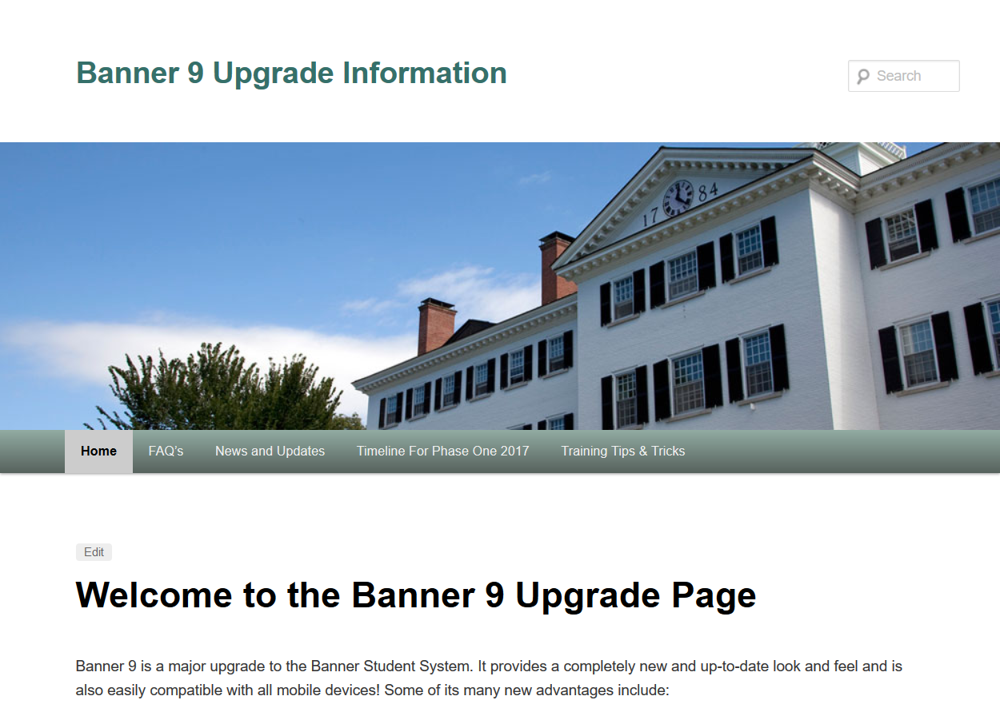 Banner 9 Upgrade Information
Search
1784
Home FAQ's News and Updates Timeline For Phase One 2017 Training Tips & Tricks
Edit
Welcome to the Banner 9 Upgrade Page
Banner 9 is a major upgrade to the Banner Student System. It provides a completely new and up-to-date look and feel and is
also easily compatible with all mobile devices! Some of its many new advantages include: